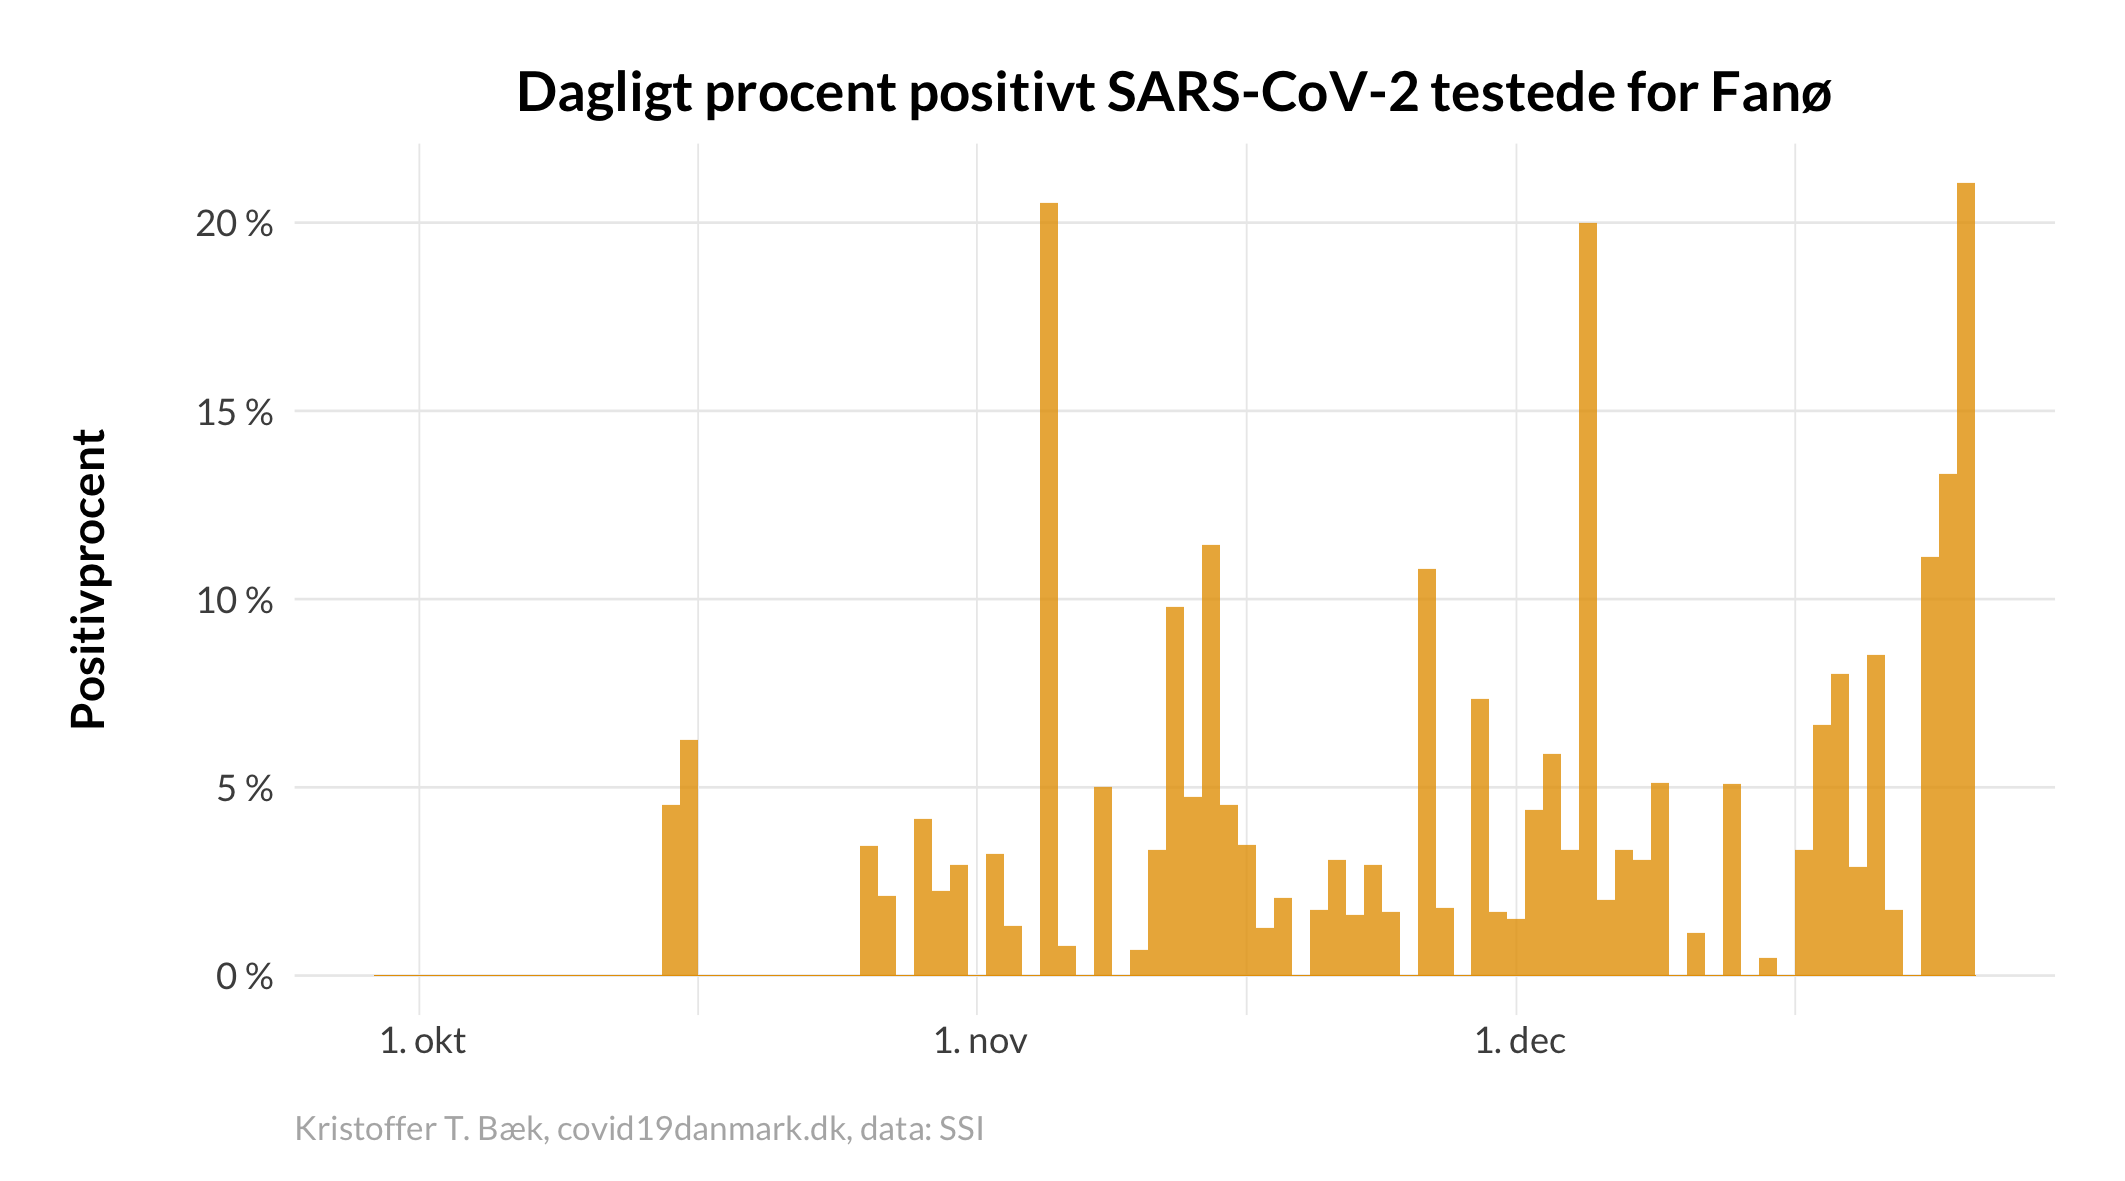 Dagligt procent positivt SARS-CoV-2 testede for Fanø
Positivprocent
20 %
15 %
10 %
5 %
0 %
1. okt
1. nov
1. dec
Kristoffer T. Bæk, covid19danmark.dk, data: SSI